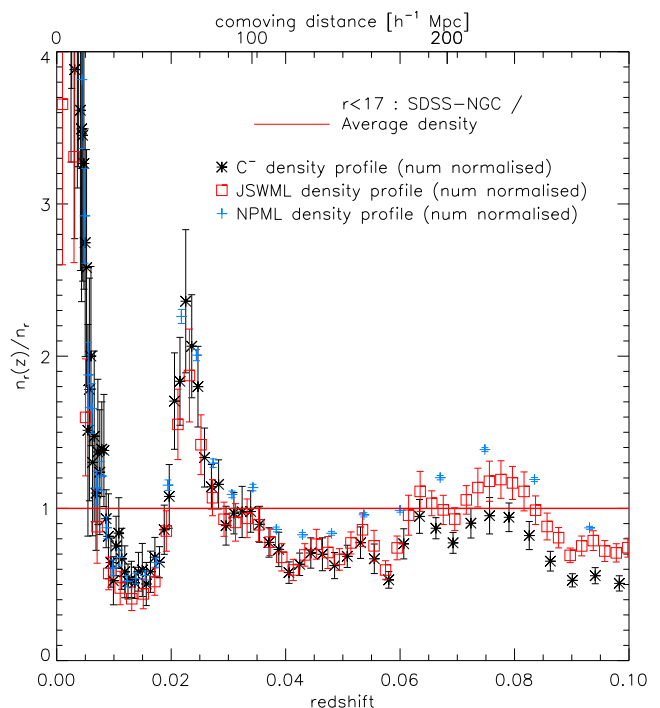 comoving distance [h⁻¹ Mpc]
0 100 200
r<17 : SDSS-NGC /
Average density
C⁻ density profile (num normalised)
JSWML density profile (num normalised)
NPML density profile (num normalised)
nᵣ(z)/nᵣ
4
3
2
1
0
0.00 0.02 0.04 0.06 0.08 0.10
redshift